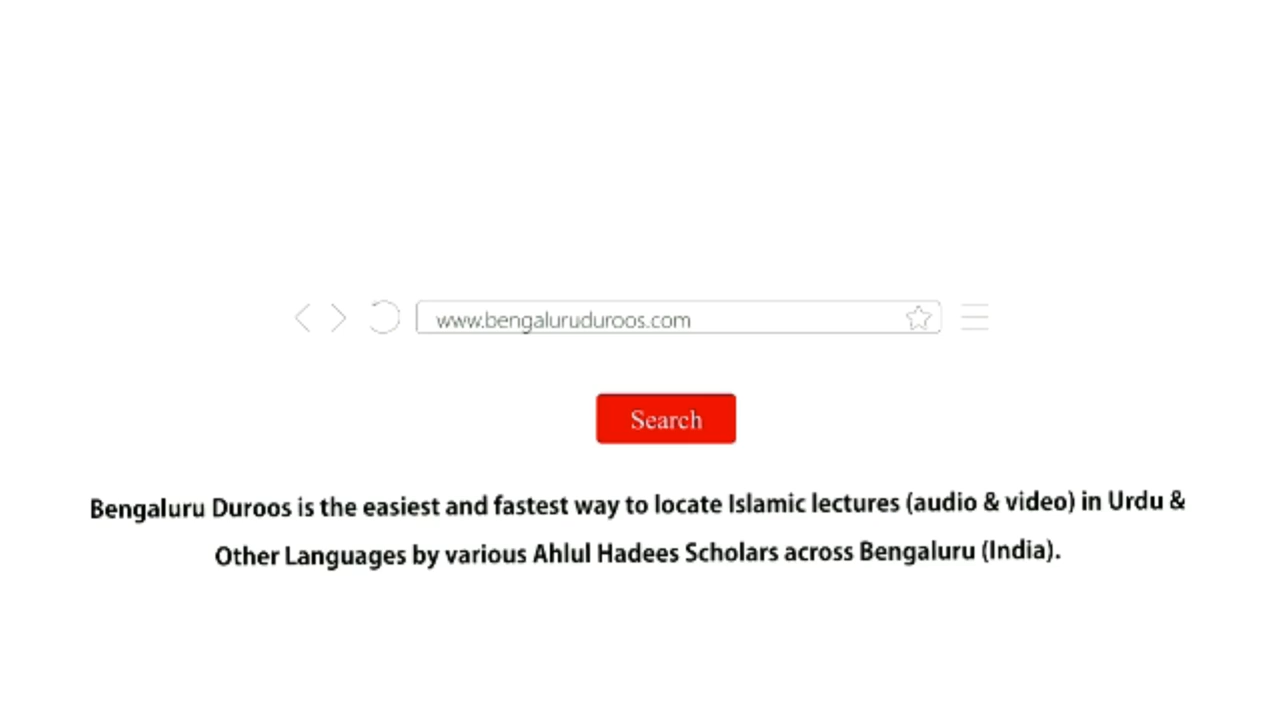 www.bengaluruduroos.com
Search
Bengaluru Duroos is the easiest and fastest way to locate Islamic lectures (audio & video) in Urdu &
Other Languages by various Ahlul Hadees Scholars across Bengaluru (India).